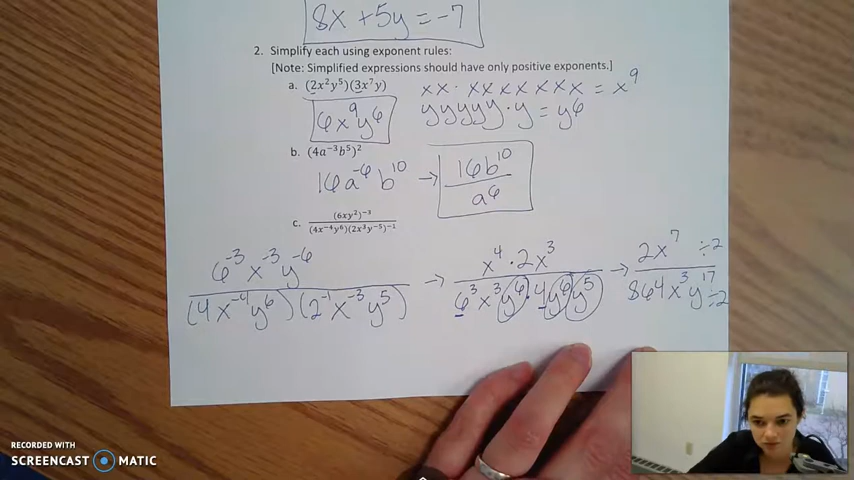 8x + 5y = -7
2. Simplify each using exponent rules:
[Note: Simplified expressions should have only positive exponents.]
a. (2x²y⁵)(3x⁷y)
xx · xxxxxxx = x⁹
6x⁹y⁶
yyyyy · y = y⁶
b. (4a⁻³b⁵)²
16a⁻⁶b¹⁰ → 16b¹⁰/a⁶
c. (6xy²)⁻³/(4x⁻⁴y⁶)(2x³y⁻⁵)⁻¹
6⁻³x⁻³y⁻⁶/(4x⁻⁴y⁶)(2⁻¹x⁻³y⁵) → x⁴·2x³/6³x³y⁶·4y⁶y⁵ → 2x⁷ ÷2/864x³y¹⁷ ÷2
RECORDED WITH
SCREENCAST MATIC